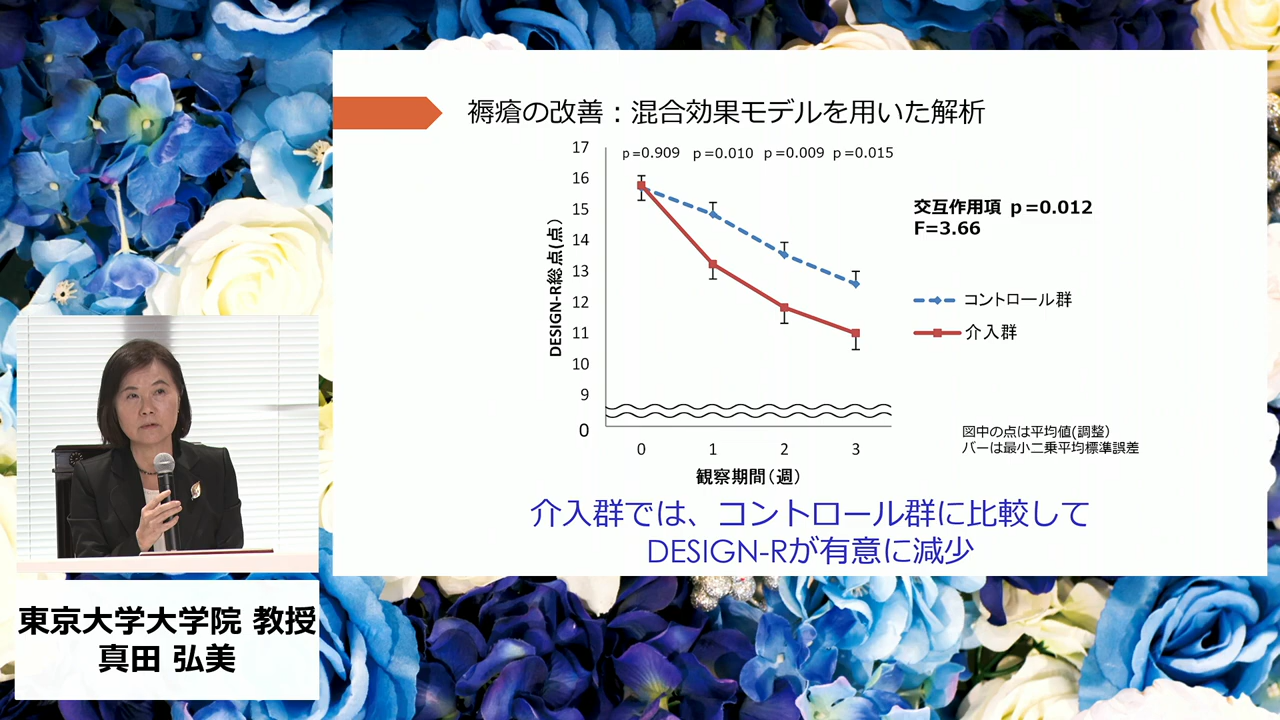 褥瘡の改善：混合効果モデルを用いた解析
17
16
15
14
13
12
11
10
9
0
DESIGN-R総点(点)
p=0.909 p=0.010 p=0.009 p=0.015
0 1 2 3
観察期間(週)
交互作用項 p=0.012
F=3.66
コントロール群
介入群
図中の点は平均値(調整)
バーは最小二乗平均標準誤差
介入群では、コントロール群に比較して
DESIGN-Rが有意に減少
東京大学大学院 教授
真田 弘美